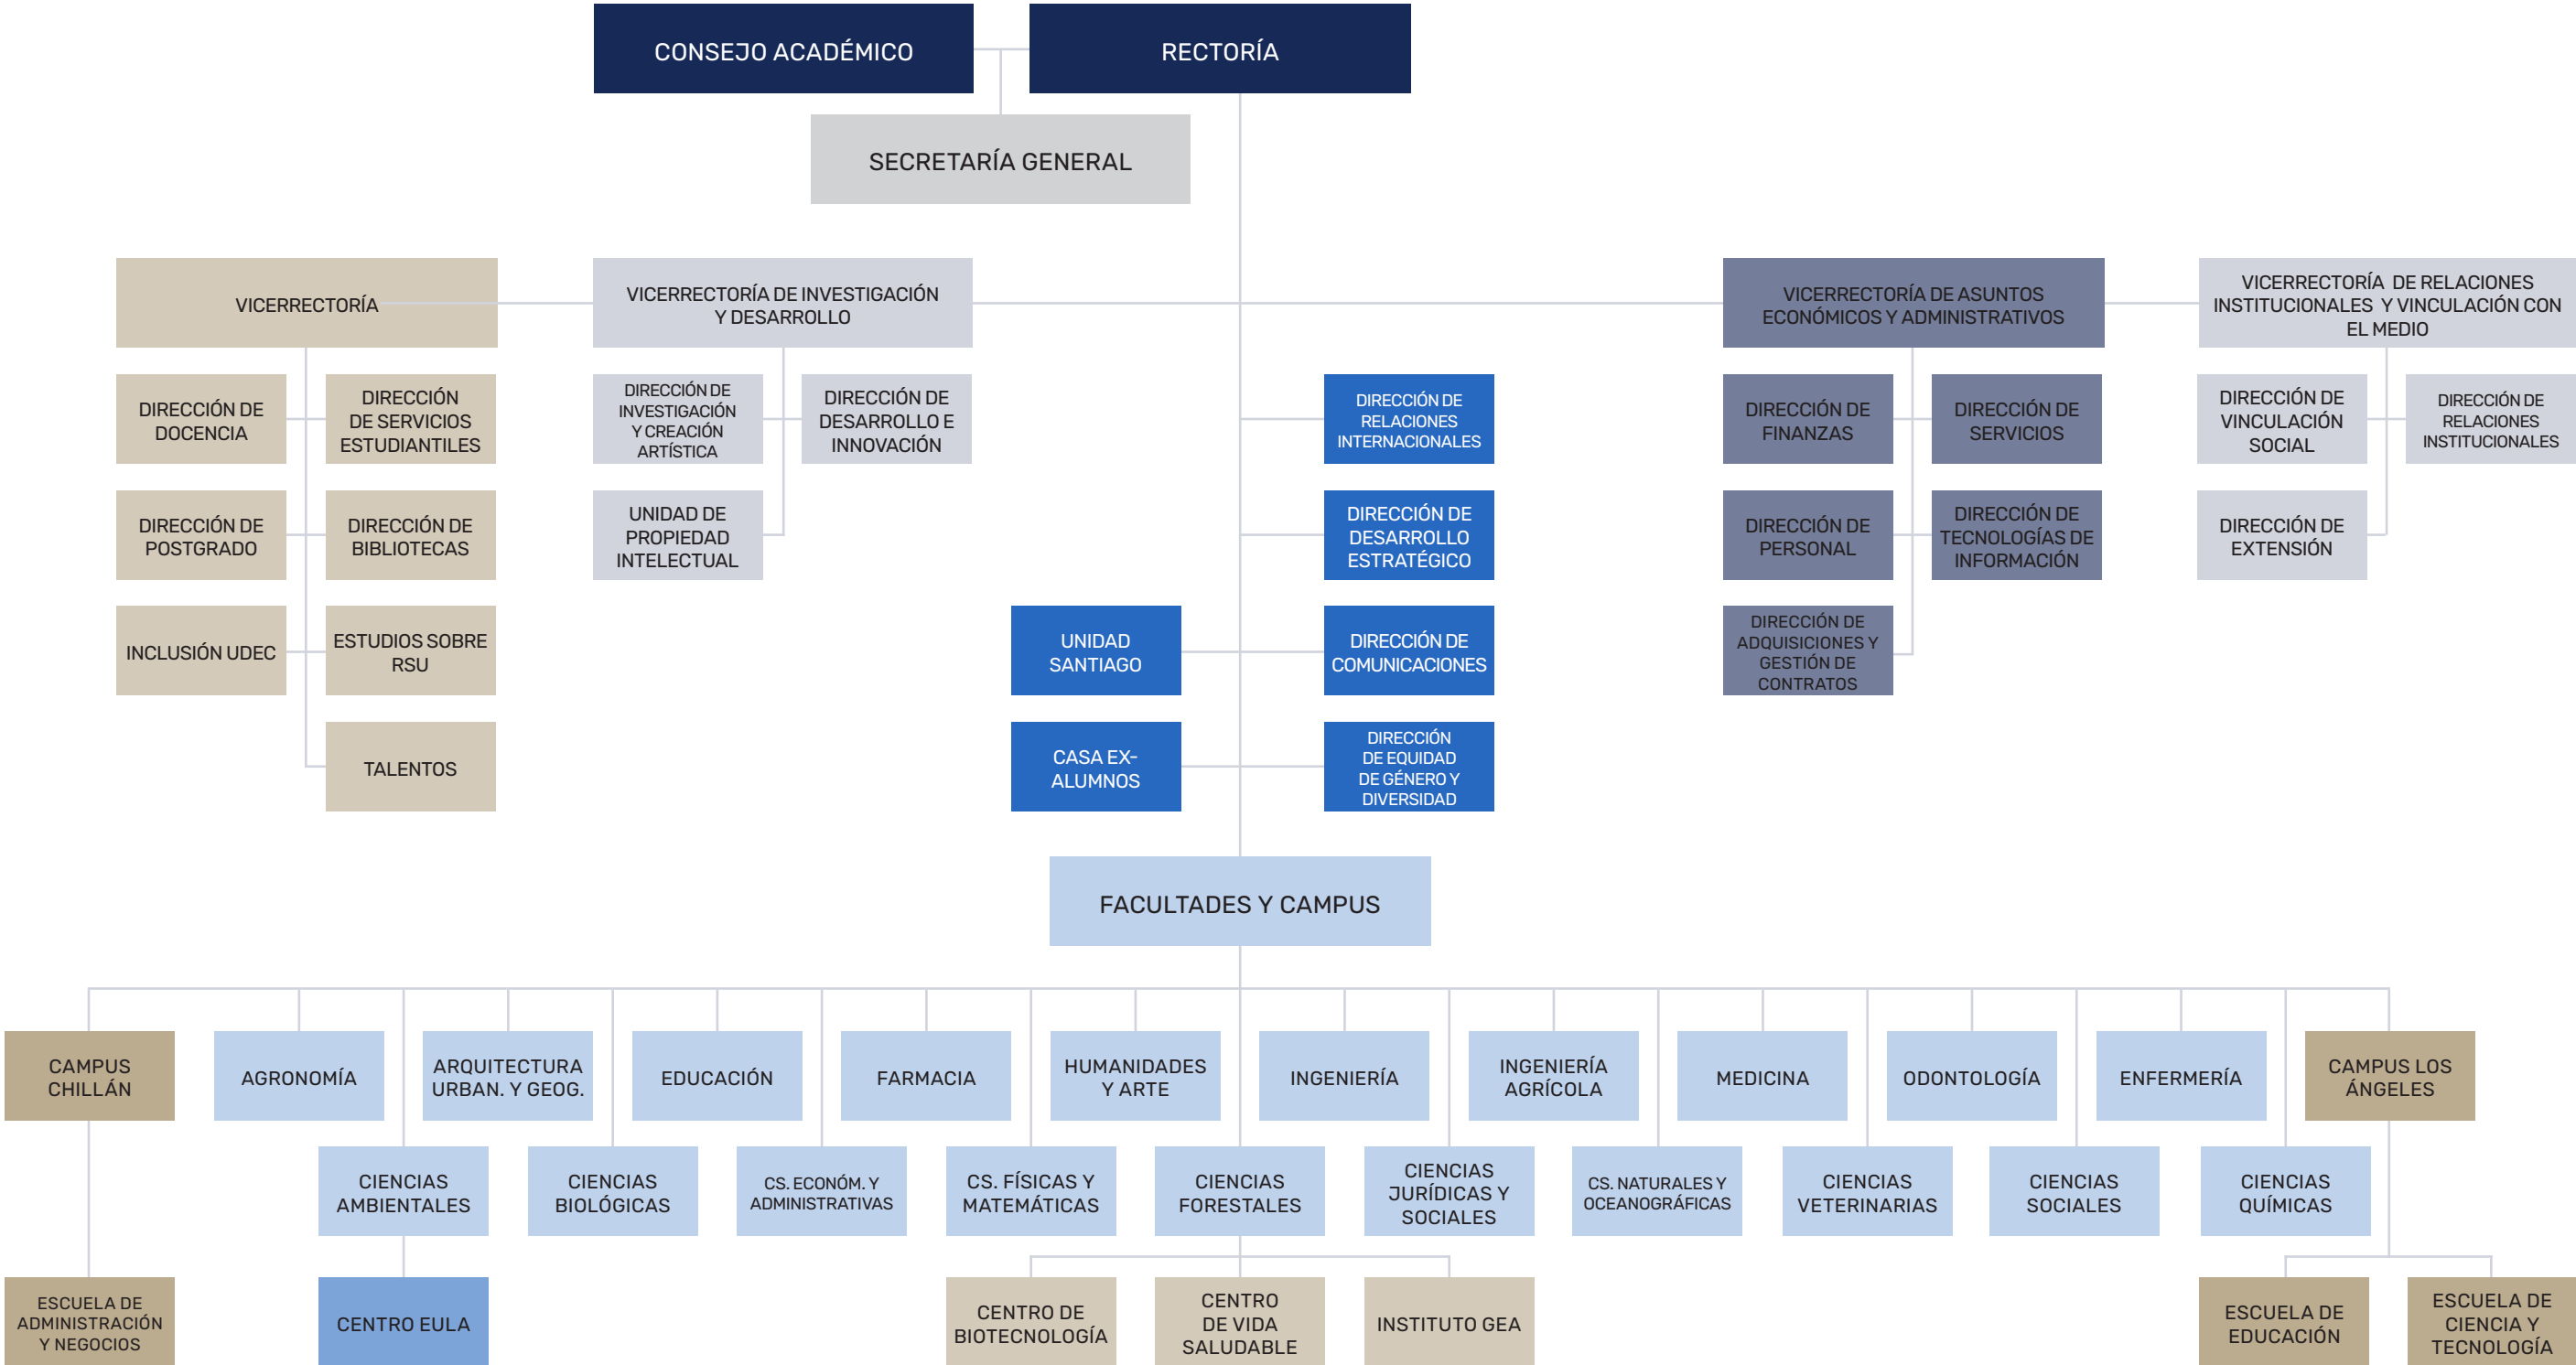 CONSEJO ACADÉMICO
RECTORÍA
SECRETARÍA GENERAL
VICERRECTORÍA
VICERRECTORÍA DE INVESTIGACIÓN
Y DESARROLLO
VICERRECTORÍA DE ASUNTOS
ECONÓMICOS Y ADMINISTRATIVOS
VICERRECTORÍA DE RELACIONES
INSTITUCIONALES Y VINCULACIÓN CON
EL MEDIO
DIRECCIÓN DE
DOCENCIA
DIRECCIÓN
DE SERVICIOS
ESTUDIANTILES
DIRECCIÓN DE
INVESTIGACIÓN
Y CREACIÓN
ARTÍSTICA
DIRECCIÓN DE
DESARROLLO E
INNOVACIÓN
DIRECCIÓN DE
RELACIONES
INTERNACIONALES
DIRECCIÓN DE
FINANZAS
DIRECCIÓN DE
SERVICIOS
DIRECCIÓN DE
VINCULACIÓN
SOCIAL
DIRECCIÓN DE
RELACIONES
INSTITUCIONALES
DIRECCIÓN DE
POSTGRADO
DIRECCIÓN DE
BIBLIOTECAS
UNIDAD DE
PROPIEDAD
INTELECTUAL
DIRECCIÓN DE
DESARROLLO
ESTRATÉGICO
DIRECCIÓN DE
PERSONAL
DIRECCIÓN DE
TECNOLOGÍAS DE
INFORMACIÓN
DIRECCIÓN DE
EXTENSIÓN
INCLUSIÓN UDEC
ESTUDIOS SOBRE
RSU
UNIDAD
SANTIAGO
DIRECCIÓN DE
COMUNICACIONES
DIRECCIÓN DE
ADQUISICIONES Y
GESTIÓN DE
CONTRATOS
TALENTOS
CASA EX-
ALUMNOS
DIRECCIÓN
DE EQUIDAD
DE GÉNERO Y
DIVERSIDAD
FACULTADES Y CAMPUS
CAMPUS
CHILLÁN
AGRONOMÍA
ARQUITECTURA
URBAN. Y GEOG.
EDUCACIÓN
FARMACIA
HUMANIDADES
Y ARTE
INGENIERÍA
INGENIERÍA
AGRÍCOLA
MEDICINA
ODONTOLOGÍA
ENFERMERÍA
CAMPUS LOS
ÁNGELES
CIENCIAS
AMBIENTALES
CIENCIAS
BIOLÓGICAS
CS. ECONÓM. Y
ADMINISTRATIVAS
CS. FÍSICAS Y
MATEMÁTICAS
CIENCIAS
FORESTALES
CIENCIAS
JURÍDICAS Y
SOCIALES
CS. NATURALES Y
OCEANOGRÁFICAS
CIENCIAS
VETERINARIAS
CIENCIAS
SOCIALES
CIENCIAS
QUÍMICAS
ESCUELA DE
ADMINISTRACIÓN
Y NEGOCIOS
CENTRO EULA
CENTRO DE
BIOTECNOLOGÍA
CENTRO
DE VIDA
SALUDABLE
INSTITUTO GEA
ESCUELA DE
EDUCACIÓN
ESCUELA DE
CIENCIA Y
TECNOLOGÍA